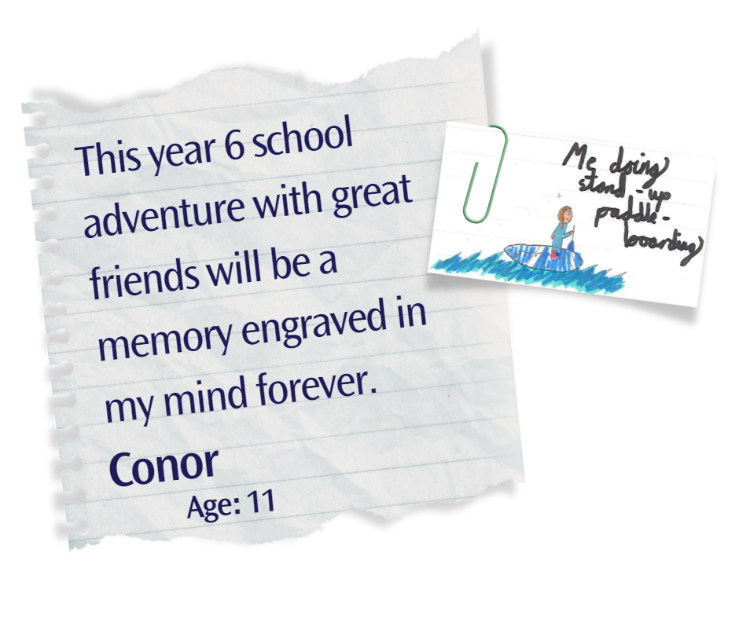 This year 6 school
adventure with great
friends will be a
memory engraved in
my mind forever.
Conor
Age: 11
Me doing
stand-up
paddle-
boarding